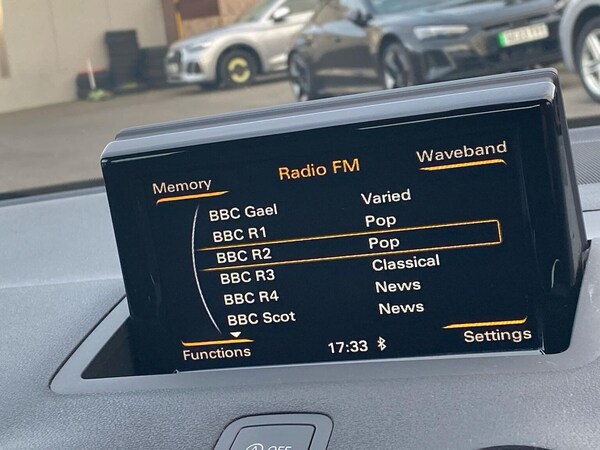 Radio FM
Memory
Waveband
BBC Gael Varied
BBC R1 Pop
BBC R2 Pop
BBC R3 Classical
BBC R4 News
BBC Scot News
Functions
17:33
Settings
OFF